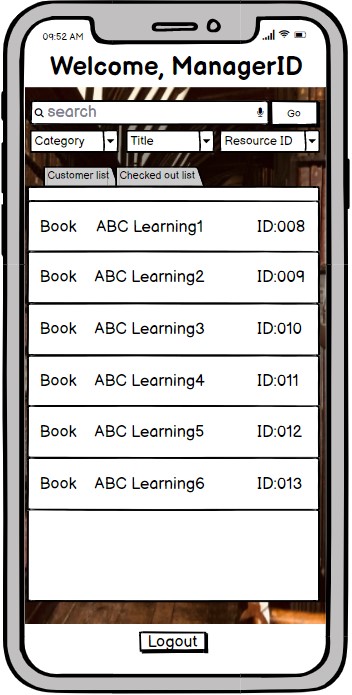 09:52 AM
Welcome, ManagerID
search Go
Category Title Resource ID
Customer list Checked out list
Book ABC Learning1 ID:008
Book ABC Learning2 ID:009
Book ABC Learning3 ID:010
Book ABC Learning4 ID:011
Book ABC Learning5 ID:012
Book ABC Learning6 ID:013
Logout